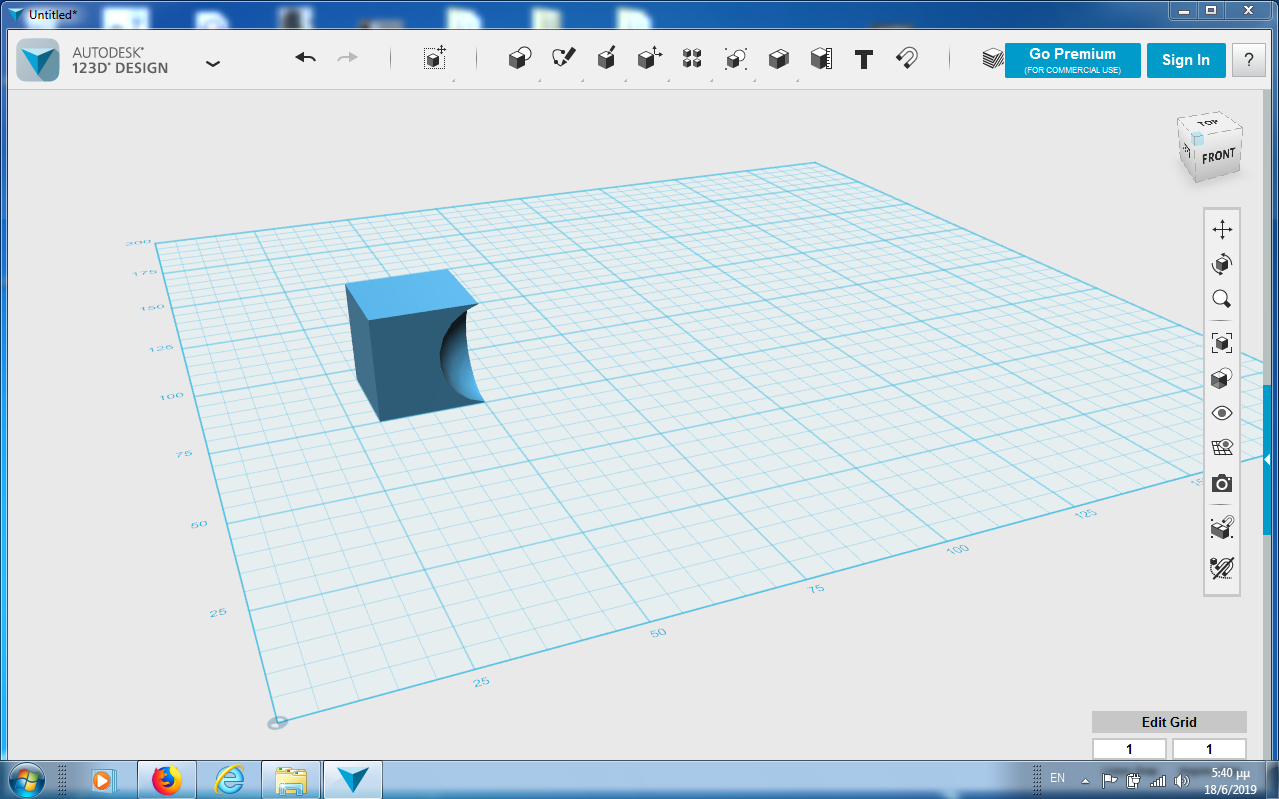 Untitled*
AUTODESK®
123D® DESIGN
Go Premium
(FOR COMMERCIAL USE)
Sign In
?
TOP
FRONT
200
175
150
125
100
75
50
25
25
50
75
100
125
Edit Grid
1
1
EN
5:40 μμ
18/6/2019